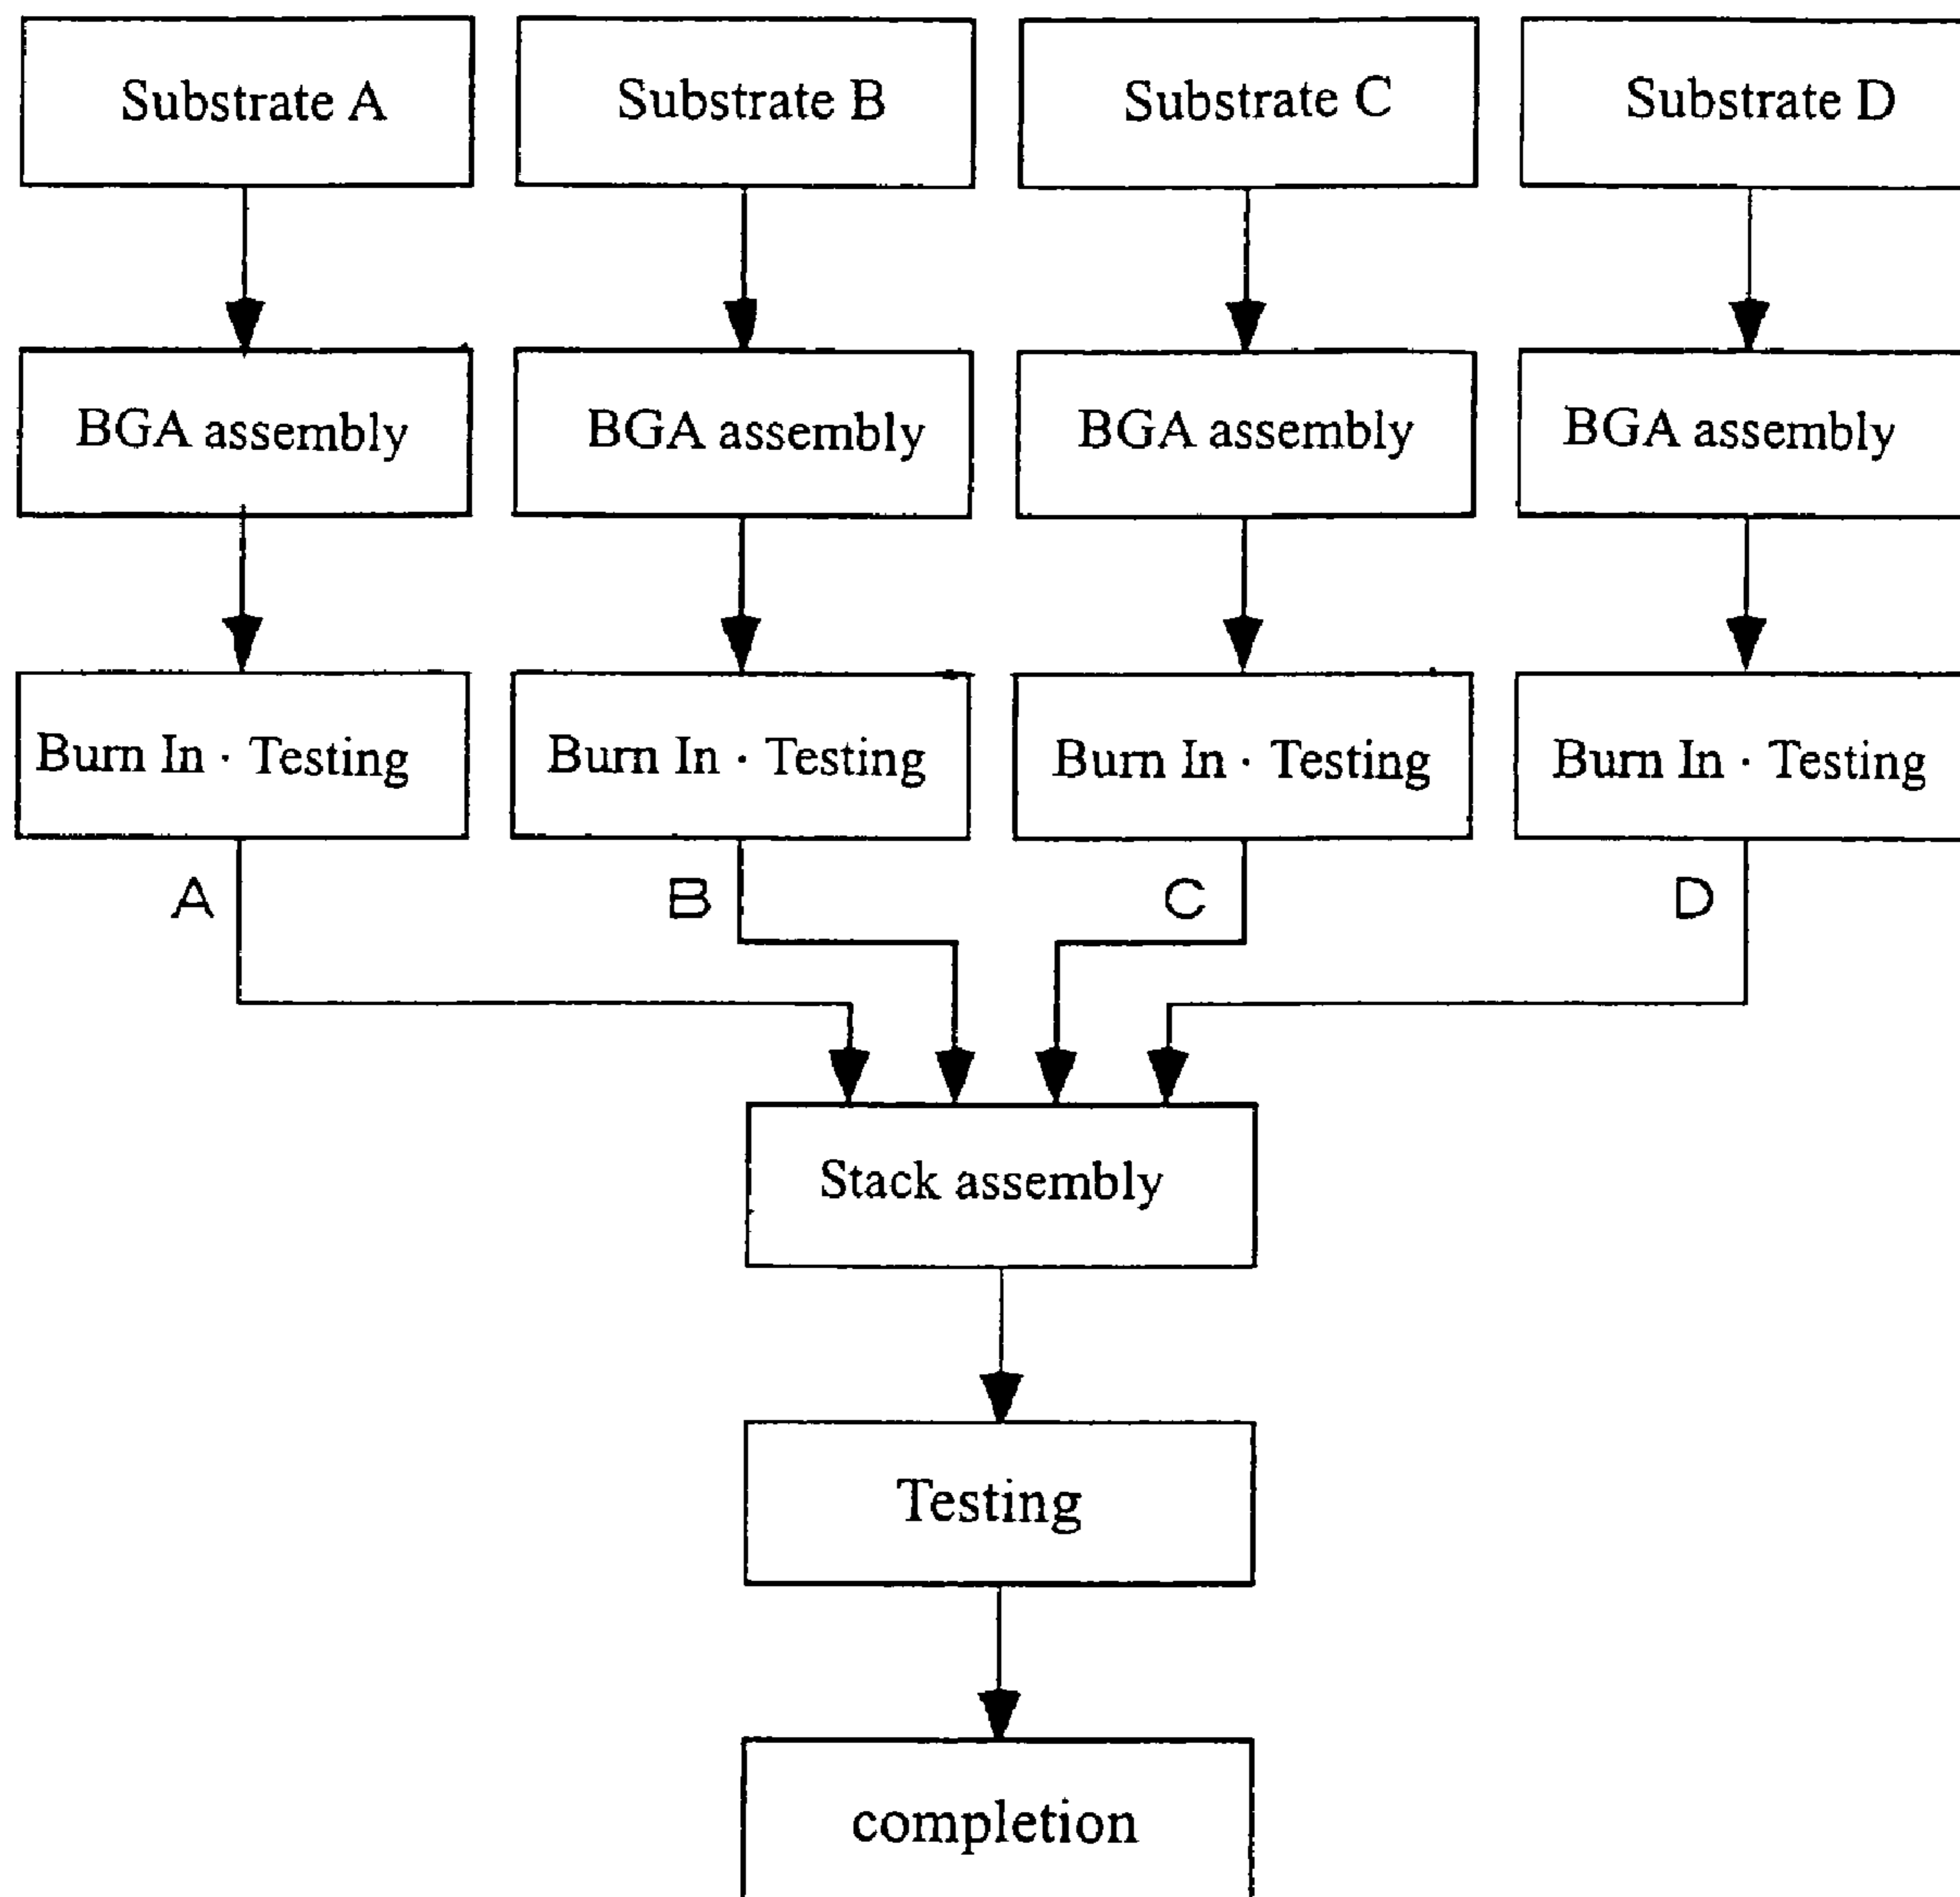 Substrate A
Substrate B
Substrate C
Substrate D
BGA assembly
BGA assembly
BGA assembly
BGA assembly
Burn In · Testing
Burn In · Testing
Burn In · Testing
Burn In · Testing
A
B
C
D
Stack assembly
Testing
completion